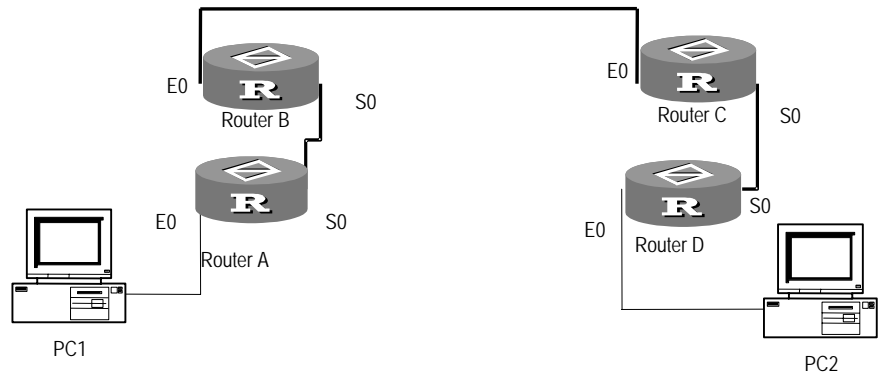 R
E0
S0
Router B
R
E0
S0
Router A
PC1
R
E0
S0
Router C
R
E0
S0
Router D
PC2